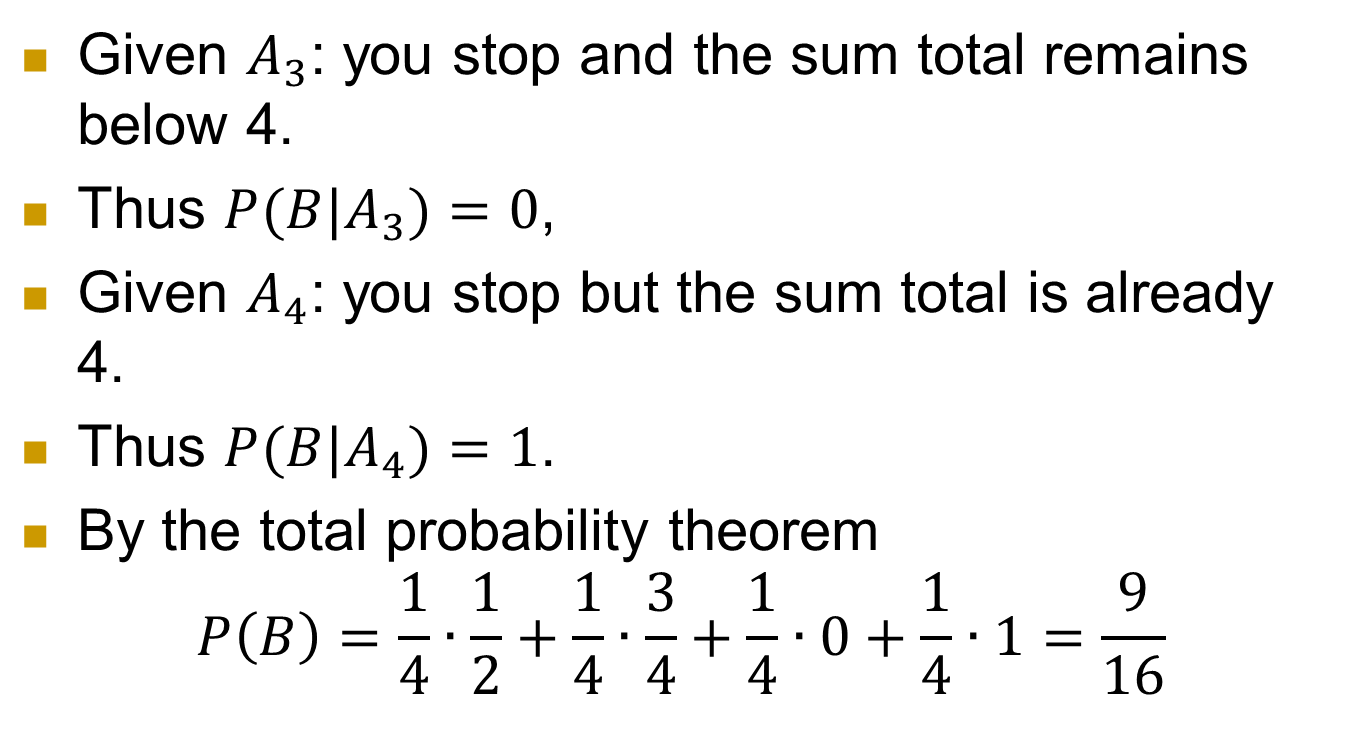 ■ Given A₃: you stop and the sum total remains
below 4.
■ Thus P(B|A₃) = 0,
■ Given A₄: you stop but the sum total is already
4.
■ Thus P(B|A₄) = 1.
■ By the total probability theorem
P(B) = 1/4 · 1/2 + 1/4 · 3/4 + 1/4 · 0 + 1/4 · 1 = 9/16